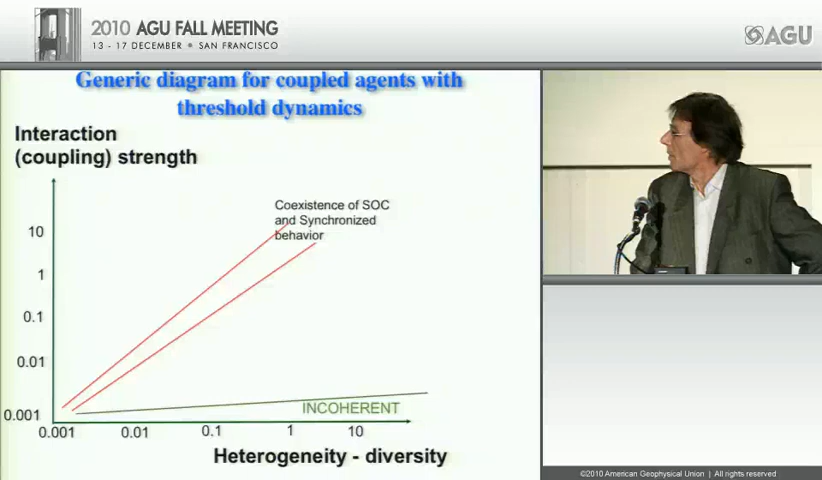 2010 AGU FALL MEETING
13 - 17 DECEMBER SAN FRANCISCO
AGU
Generic diagram for coupled agents with
threshold dynamics
Interaction
(coupling) strength
Coexistence of SOC
and Synchronized
behavior
10
1
0.1
0.01
0.001
INCOHERENT
0.001 0.01 0.1 1 10
Heterogeneity - diversity
©2010 American Geophysical Union | All rights reserved